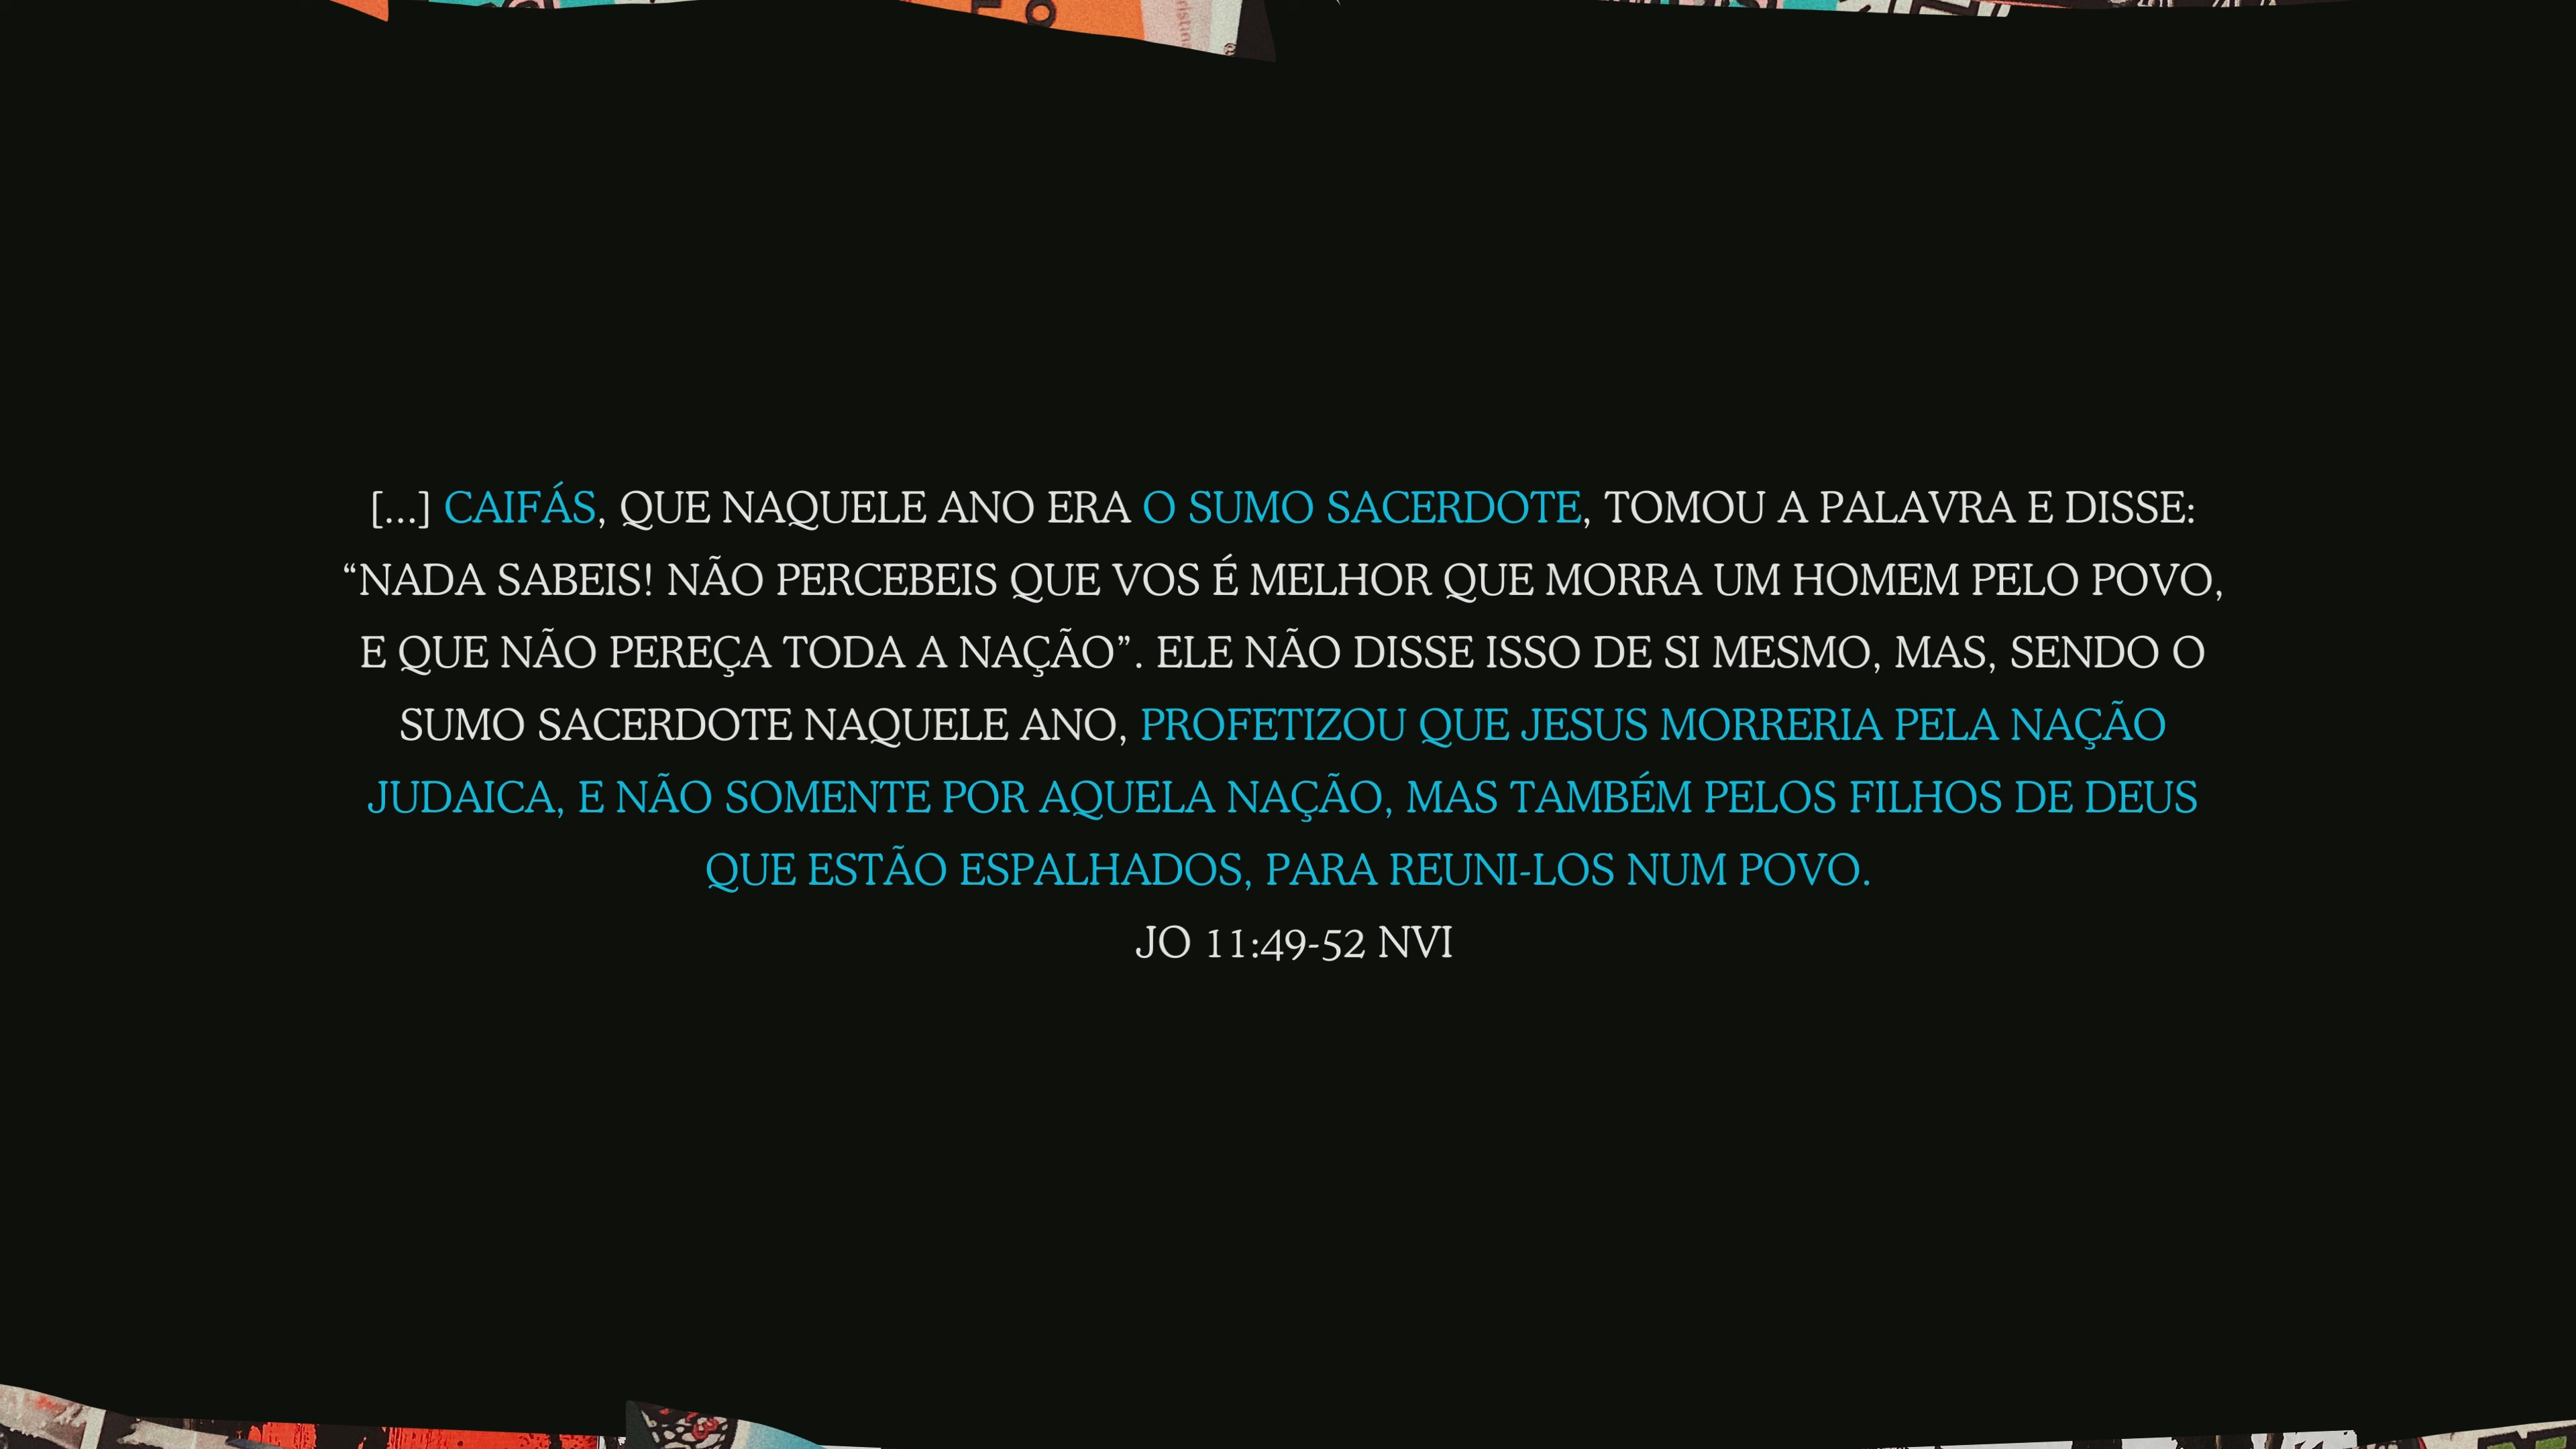 [...] CAIFÁS, QUE NAQUELE ANO ERA O SUMO SACERDOTE, TOMOU A PALAVRA E DISSE:
“NADA SABEIS! NÃO PERCEBEIS QUE VOS É MELHOR QUE MORRA UM HOMEM PELO POVO,
E QUE NÃO PEREÇA TODA A NAÇÃO”. ELE NÃO DISSE ISSO DE SI MESMO, MAS, SENDO O
SUMO SACERDOTE NAQUELE ANO, PROFETIZOU QUE JESUS MORRERIA PELA NAÇÃO
JUDAICA, E NÃO SOMENTE POR AQUELA NAÇÃO, MAS TAMBÉM PELOS FILHOS DE DEUS
QUE ESTÃO ESPALHADOS, PARA REUNI-LOS NUM POVO.
JO 11:49-52 NVI